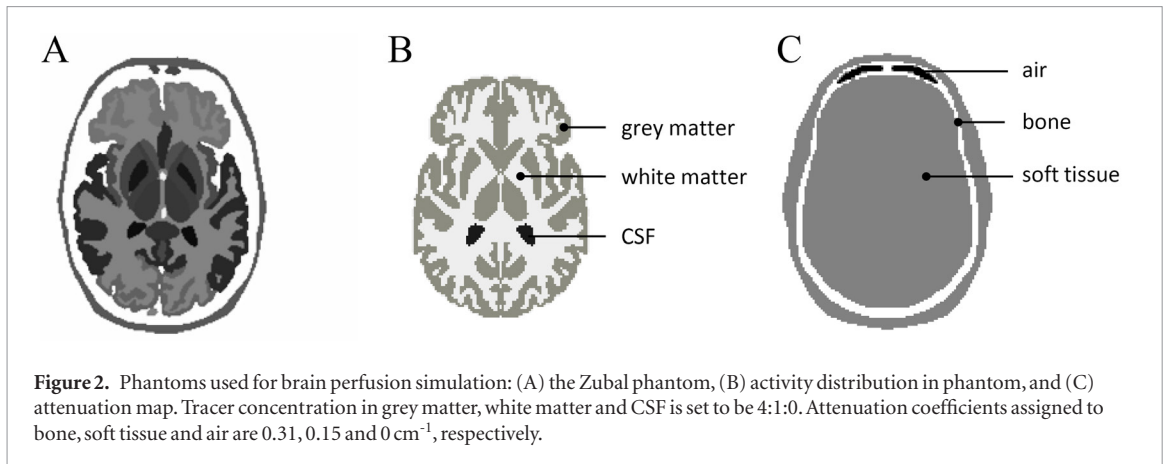 A
B
C
grey matter
white matter
CSF
air
bone
soft tissue
Figure 2. Phantoms used for brain perfusion simulation: (A) the Zubal phantom, (B) activity distribution in phantom, and (C)
attenuation map. Tracer concentration in grey matter, white matter and CSF is set to be 4:1:0. Attenuation coefficients assigned to
bone, soft tissue and air are 0.31, 0.15 and 0 cm⁻¹, respectively.